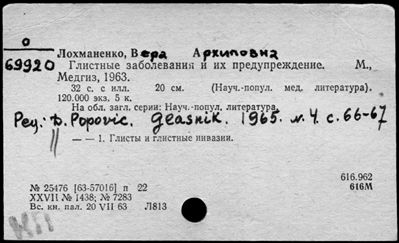 0
69920
Лохманенко, Вера Архиповна
Глистные заболевания и их предупреждение. М.,
Медгиз, 1963.
32 с. с илл. 20 см. (Науч.-попул. мед. литература).
120.000 экз. 5 к.
На обл. загл. серии: Науч.-попул. литература.
Рец.: D. Popovic. Glasnik. 1965. N. 4. с. 66-67
— — 1. Глисты и глистные инвазии.
616.962
№ 25476 [63-57016] п 22 616М
XXVII № 1438; № 7283
Вс. кн. пал. 20 VII 63 Л813